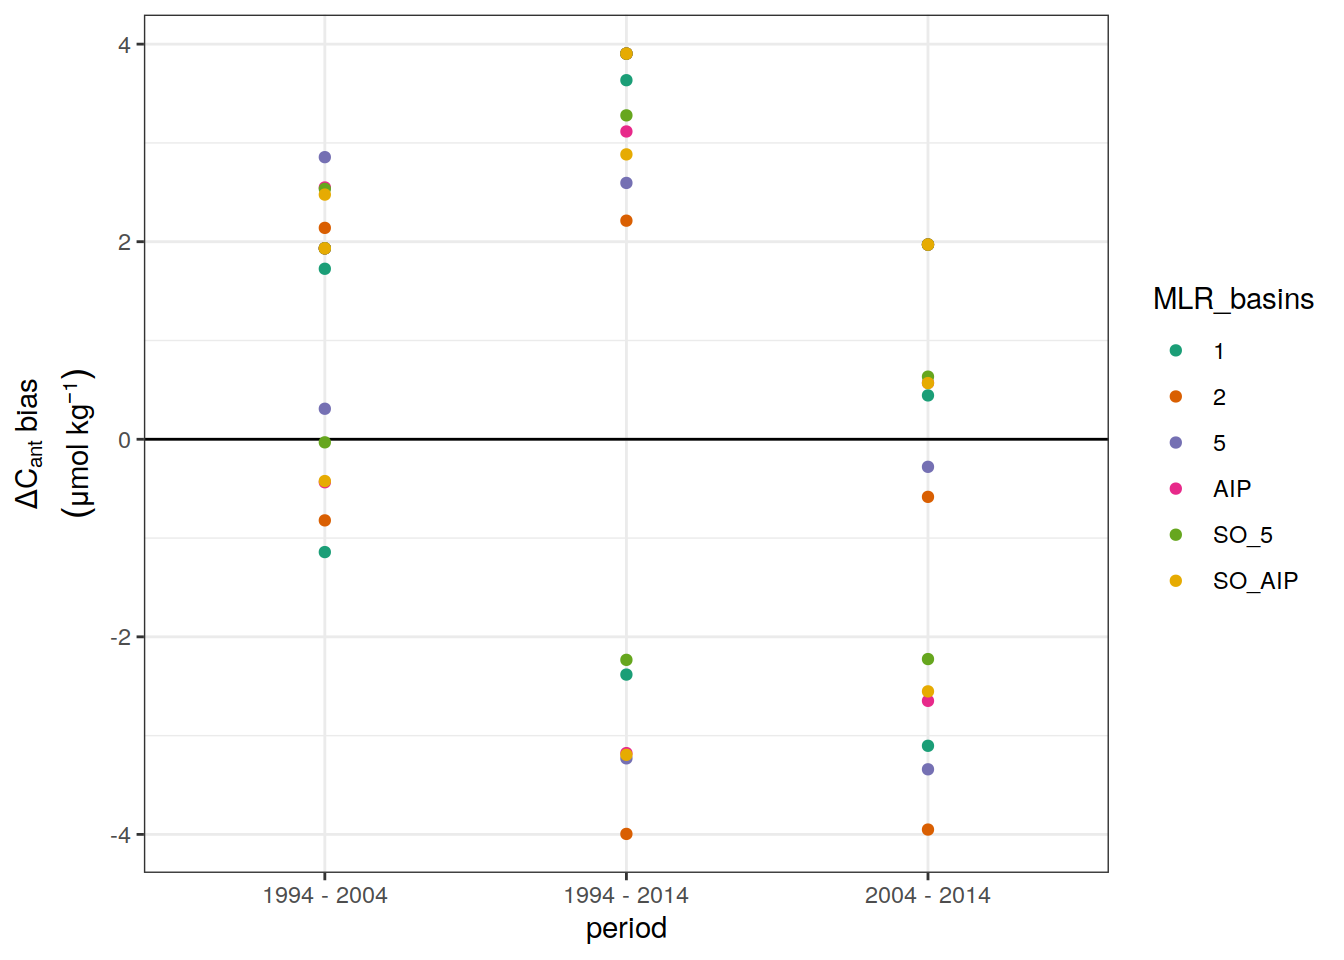 4
2
0
-2
-4
ΔCant bias
(μmol kg⁻¹)
1994 - 2004
1994 - 2014
2004 - 2014
period
MLR_basins
1
2
5
AIP
SO_5
SO_AIP